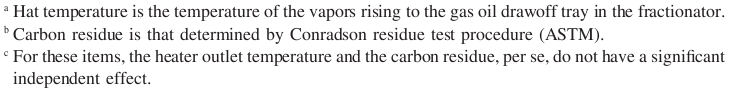 a Hat temperature is the temperature of the vapors rising to the gas oil drawoff tray in the fractionator.
b Carbon residue is that determined by Conradson residue test procedure (ASTM).
c For these items, the heater outlet temperature and the carbon residue, per se, do not have a significant
independent effect.